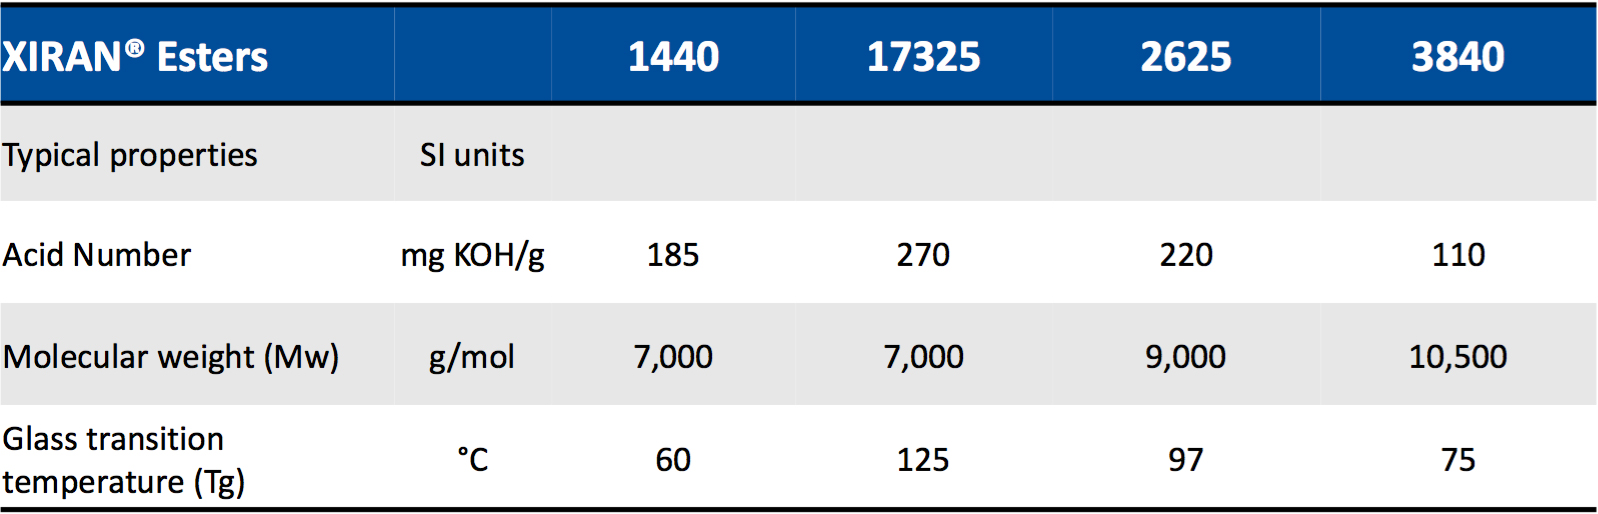 XIRAN® Esters 1440 17325 2625 3840
Typical properties SI units
Acid Number mg KOH/g 185 270 220 110
Molecular weight (Mw) g/mol 7,000 7,000 9,000 10,500
Glass transition
temperature (Tg) °C 60 125 97 75